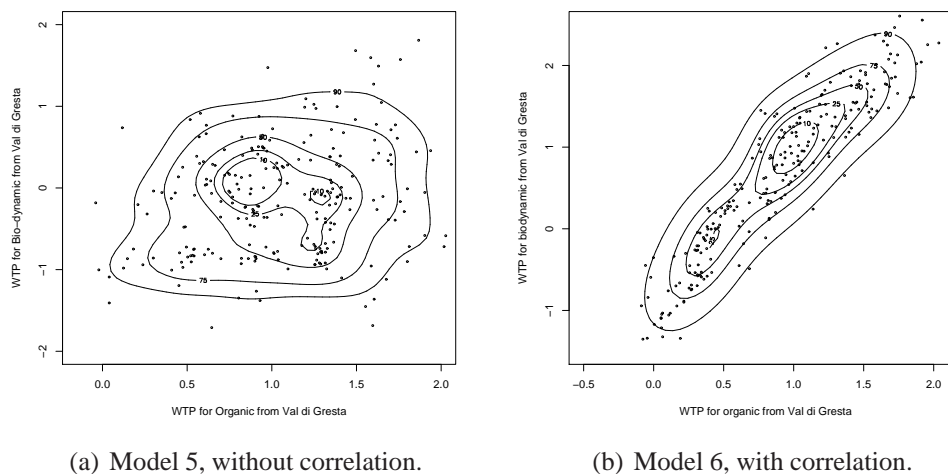 WTP for Bio−dynamic from Val di Gresta
2
1
0
−1
−2
90
50
10
10
25
75
0.0 0.5 1.0 1.5 2.0
WTP for Organic from Val di Gresta
(a) Model 5, without correlation.
WTP for biodynamic from Val di Gresta
2
1
0
−1
90
75
50
25
10
−0.5 0.0 0.5 1.0 1.5 2.0
WTP for organic from Val di Gresta
(b) Model 6, with correlation.